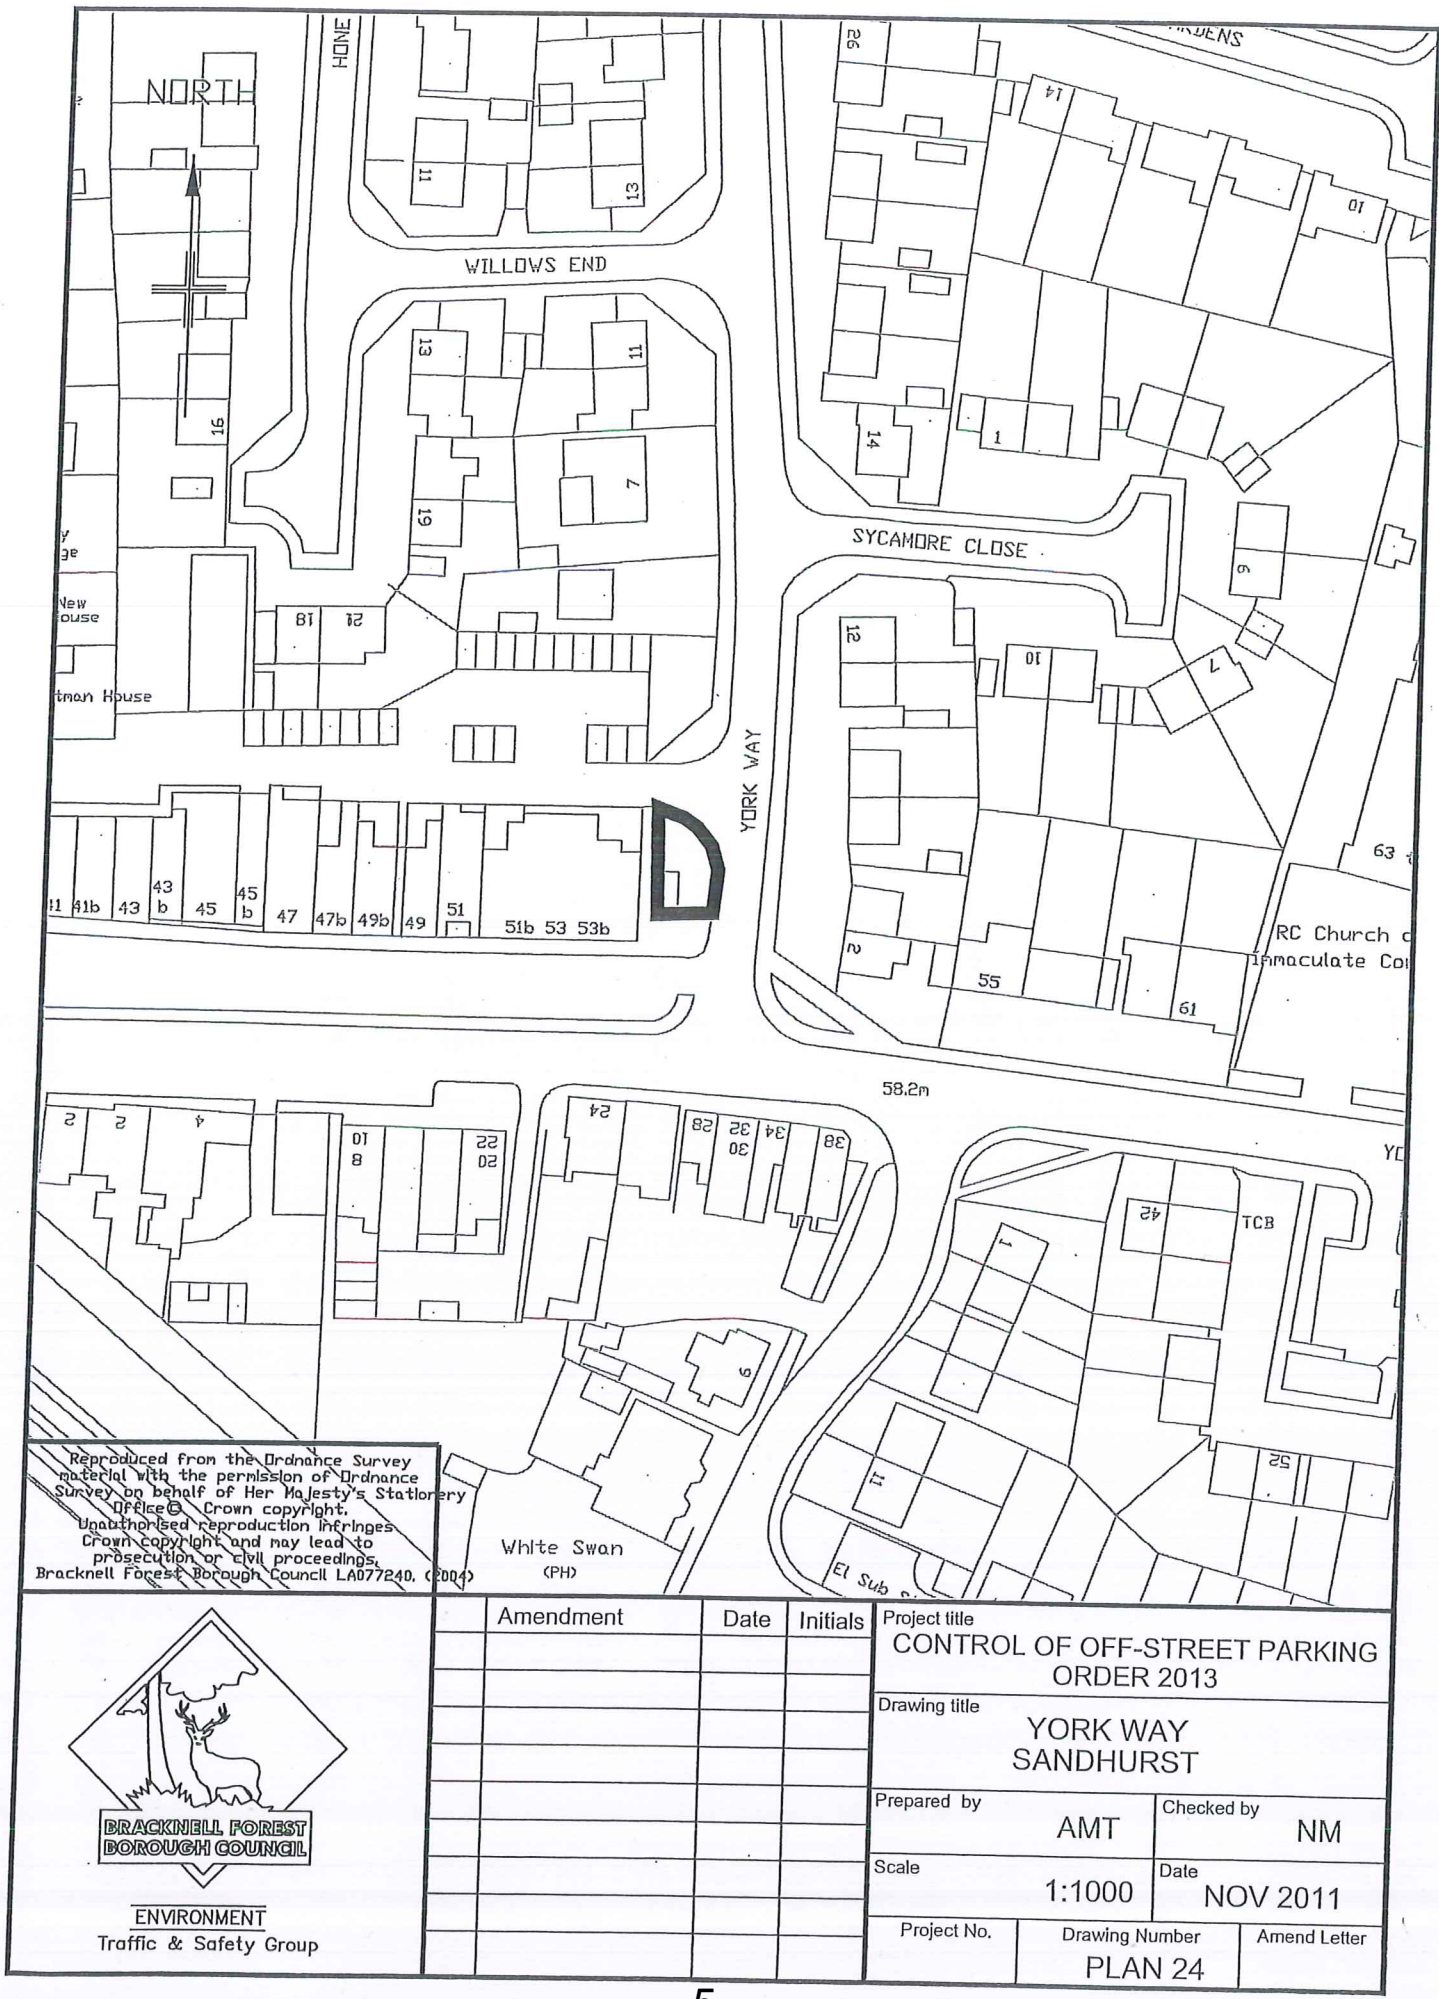 NORTH
HONE
26
14
10
11
13
WILLOWS END
13
11
16
14
1
7
19
SYCAMORE CLOSE
6
New
ouse
18
21
12
10
7
tman House
YORK WAY
63
41b
43
43
b
45
45
b
47
47b
49b
49
51
51b 53 53b
2
55
61
RC Church
Immaculate
58.2m
2
2
4
10
8
22
20
24
28
32
30
34
38
42
TCB
1
9
11
52
Reproduced from the Ordnance Survey
material with the permission of Ordnance
Survey on behalf of Her Majesty's Stationery
Office© Crown copyright.
Unauthorised reproduction infringes
Crown copyright and may lead to
prosecution or civil proceedings.
Bracknell Forest Borough Council LA077240, (2004)
White Swan
(PH)
El Sub
BRACKNELL FOREST
BOROUGH COUNCIL
ENVIRONMENT
Traffic & Safety Group
Amendment
Date
Initials
Project title
CONTROL OF OFF-STREET PARKING
ORDER 2013
Drawing title
YORK WAY
SANDHURST
Prepared by
AMT
Checked by
NM
Scale
1:1000
Date
NOV 2011
Project No.
Drawing Number
PLAN 24
Amend Letter